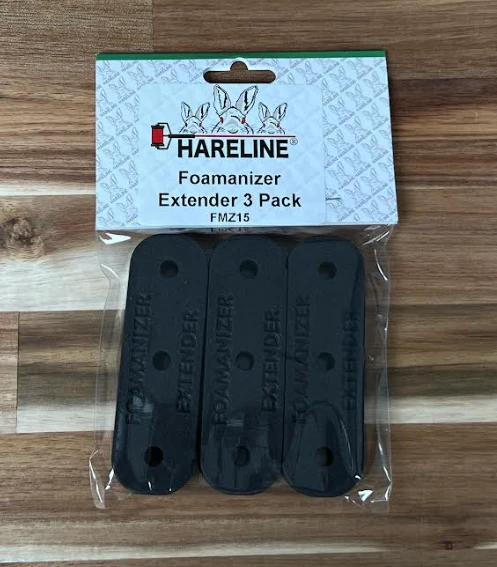 HARELINE®
Foamanizer
Extender 3 Pack
FMZ15
FOAMANIZER
EXTENDER
FOAMANIZER
EXTENDER
FOAMANIZER
EXTENDER